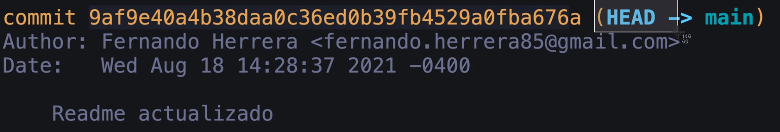 commit 9af9e40a4b38daa0c36ed0b39fb4529a0fba676a (HEAD -> main)
Author: Fernando Herrera <fernando.herrera85@gmail.com>
Date:   Wed Aug 18 14:28:37 2021 -0400
    Readme actualizado